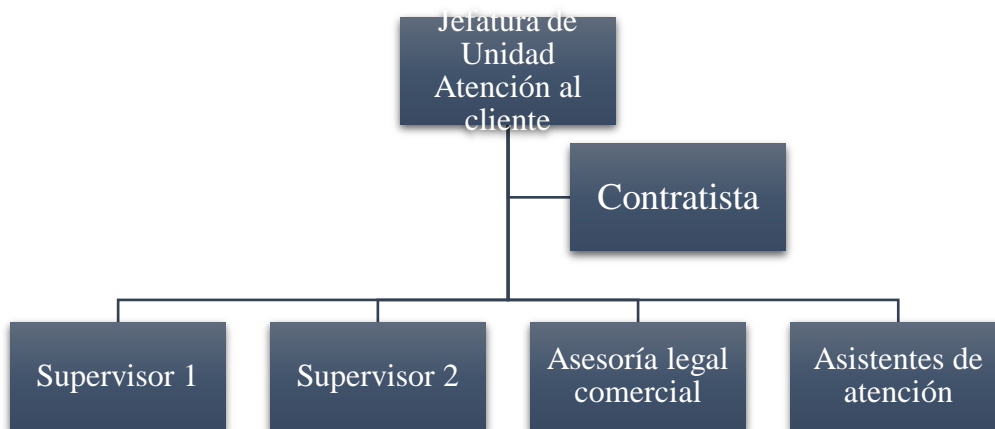 Jefatura de
Unidad
Atención al
cliente
Contratista
Supervisor 1
Supervisor 2
Asesoría legal
comercial
Asistentes de
atención